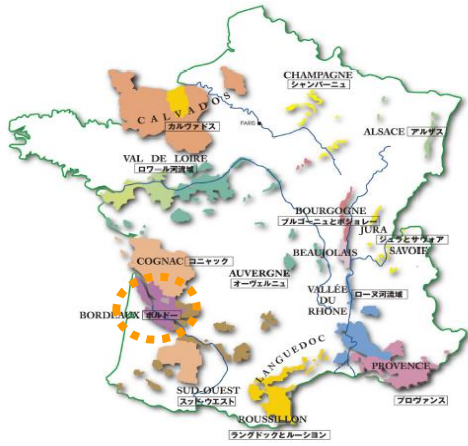 CHAMPAGNE
シャンパーニュ
CALVADOS
カルヴァドス
PARIS
ALSACE アルザス
VAL DE LOIRE
ロワール河流域
BOURGOGNE
ブルゴーニュとボジョレー
JURA
ジュラとサヴォア
SAVOIE
BEAUJOLAIS
COGNAC コニャック
AUVERGNE
オーヴェルニュ
VALLÉE
DU
RHÔNE
ローヌ河流域
BORDEAUX ボルドー
LANGUEDOC
PROVENCE
プロヴァンス
SUD-OUEST
スッド・ウエスト
ROUSSILLON
ラングドックとルーション